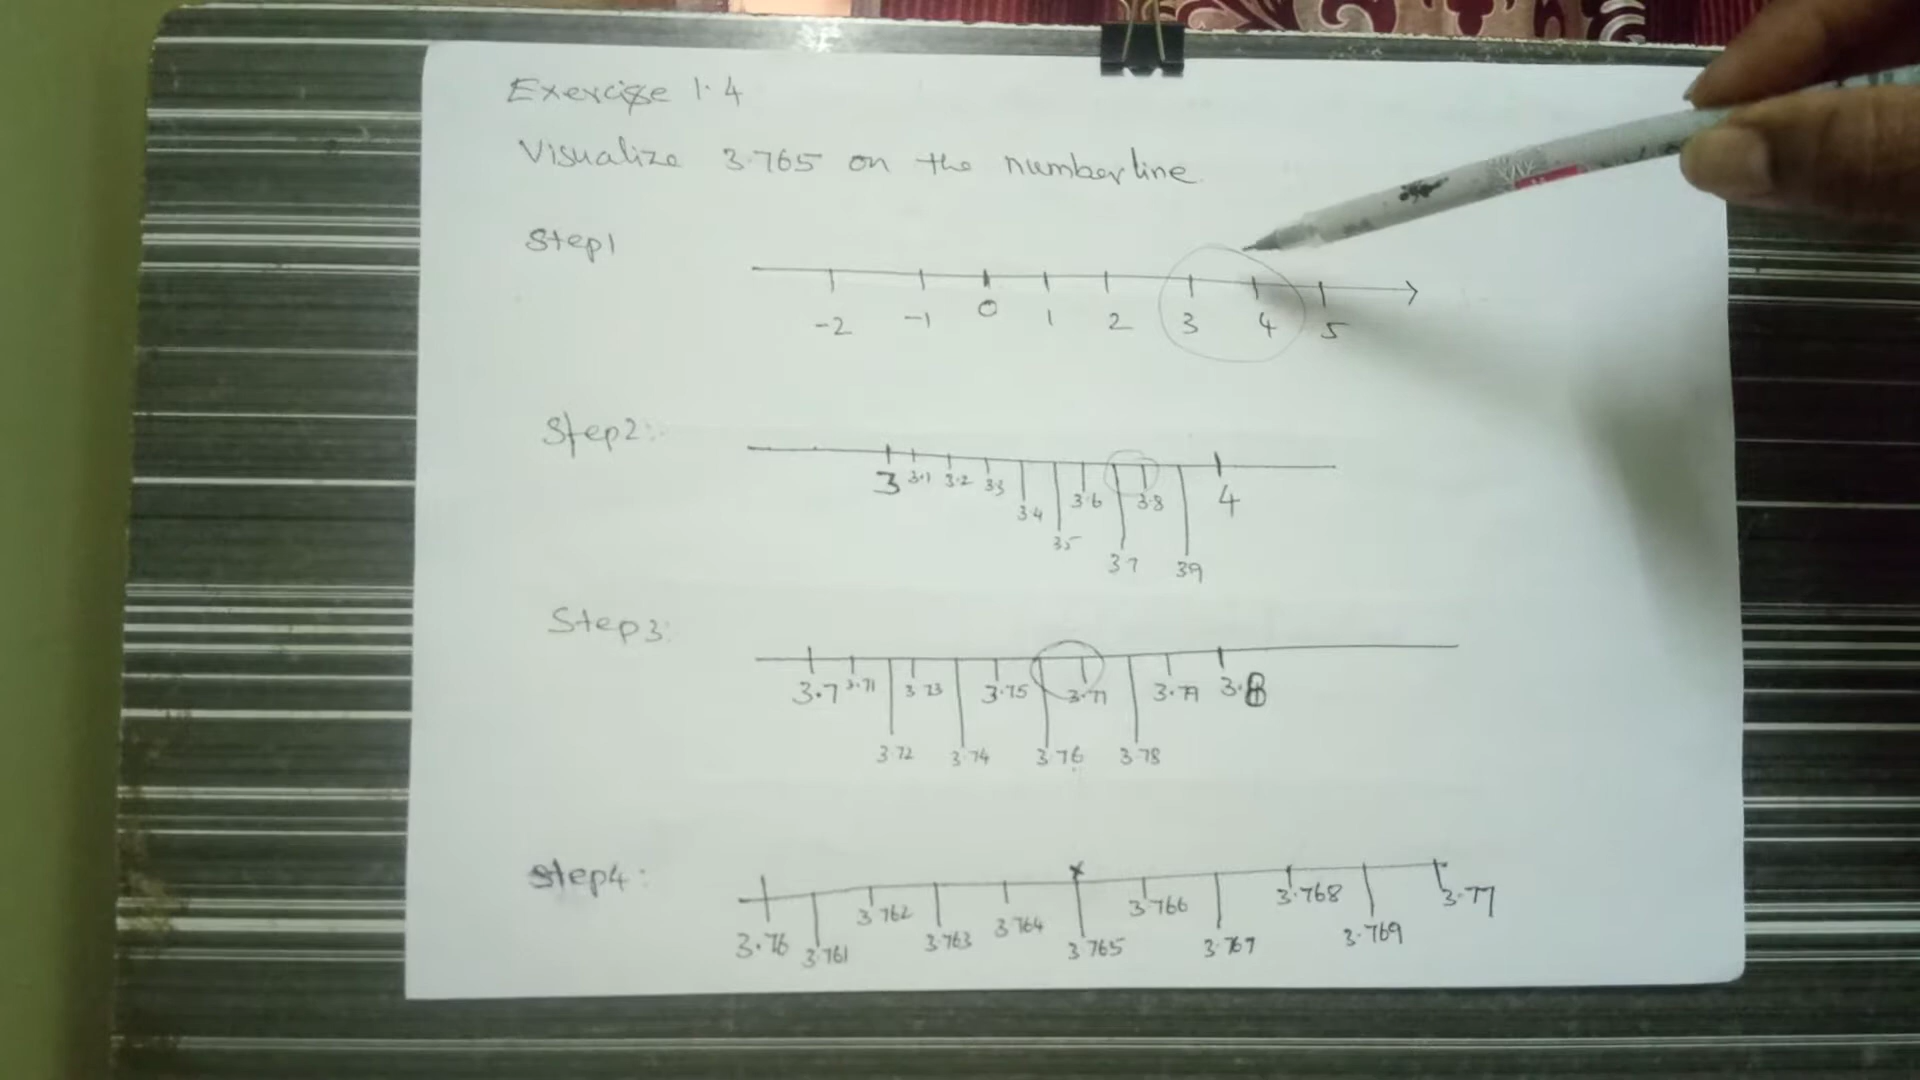 Exercise 1.4
Visualize 3.765 on the number line
Step1
-2 -1 0 1 2 3 4 5
Step2:-
3 3.1 3.2 3.3 3.4 3.5 3.6 3.7 3.8 3.9 4
Step3:
3.7 3.71 3.73 3.75 3.77 3.79 3.8
3.72 3.74 3.76 3.78
Step4:
3.76 3.761 3.762 3.763 3.764 3.765 3.766 3.767 3.768 3.769 3.77